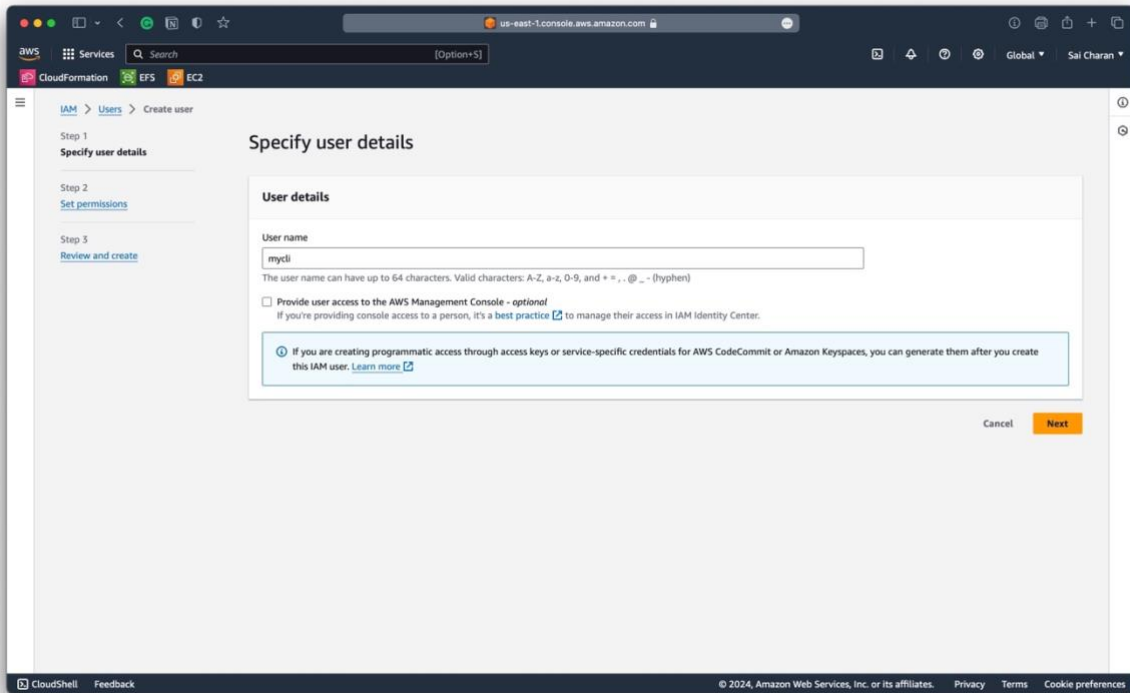 us-east-1.console.aws.amazon.com
aws
Services
Search
[Option+S]
Global
Sai Charan
CloudFormation
EFS
EC2
IAM > Users > Create user
Step 1
Specify user details
Step 2
Set permissions
Step 3
Review and create
Specify user details
User details
User name
mycli
The user name can have up to 64 characters. Valid characters: A-Z, a-z, 0-9, and + = , . @ _ - (hyphen)
Provide user access to the AWS Management Console - optional
If you're providing console access to a person, it's a best practice to manage their access in IAM Identity Center.
If you are creating programmatic access through access keys or service-specific credentials for AWS CodeCommit or Amazon Keyspaces, you can generate them after you create
this IAM user. Learn more
Cancel
Next
CloudShell
Feedback
© 2024, Amazon Web Services, Inc. or its affiliates.
Privacy
Terms
Cookie preferences